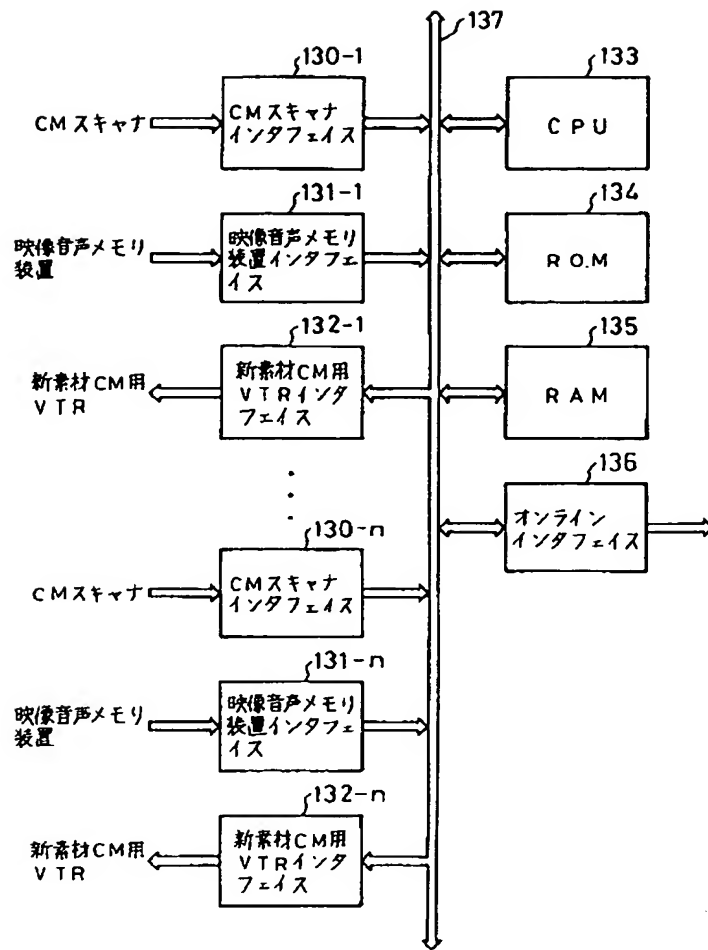 137
130-1
CMスキャナ
CMスキャナ
インタフェイス
131-1
映像音声メモリ
装置
映像音声メモリ
装置インタフェ
イス
132-1
新素材CM用
VTR
新素材CM用
VTRインタ
フェイス
130-n
CMスキャナ
CMスキャナ
インタフェイス
131-n
映像音声メモリ
装置
映像音声メモリ
装置インタフェ
イス
132-n
新素材CM用
VTR
新素材CM用
VTRインタ
フェイス
133
CPU
134
RO.M
135
RAM
136
オンライン
インタフェイス